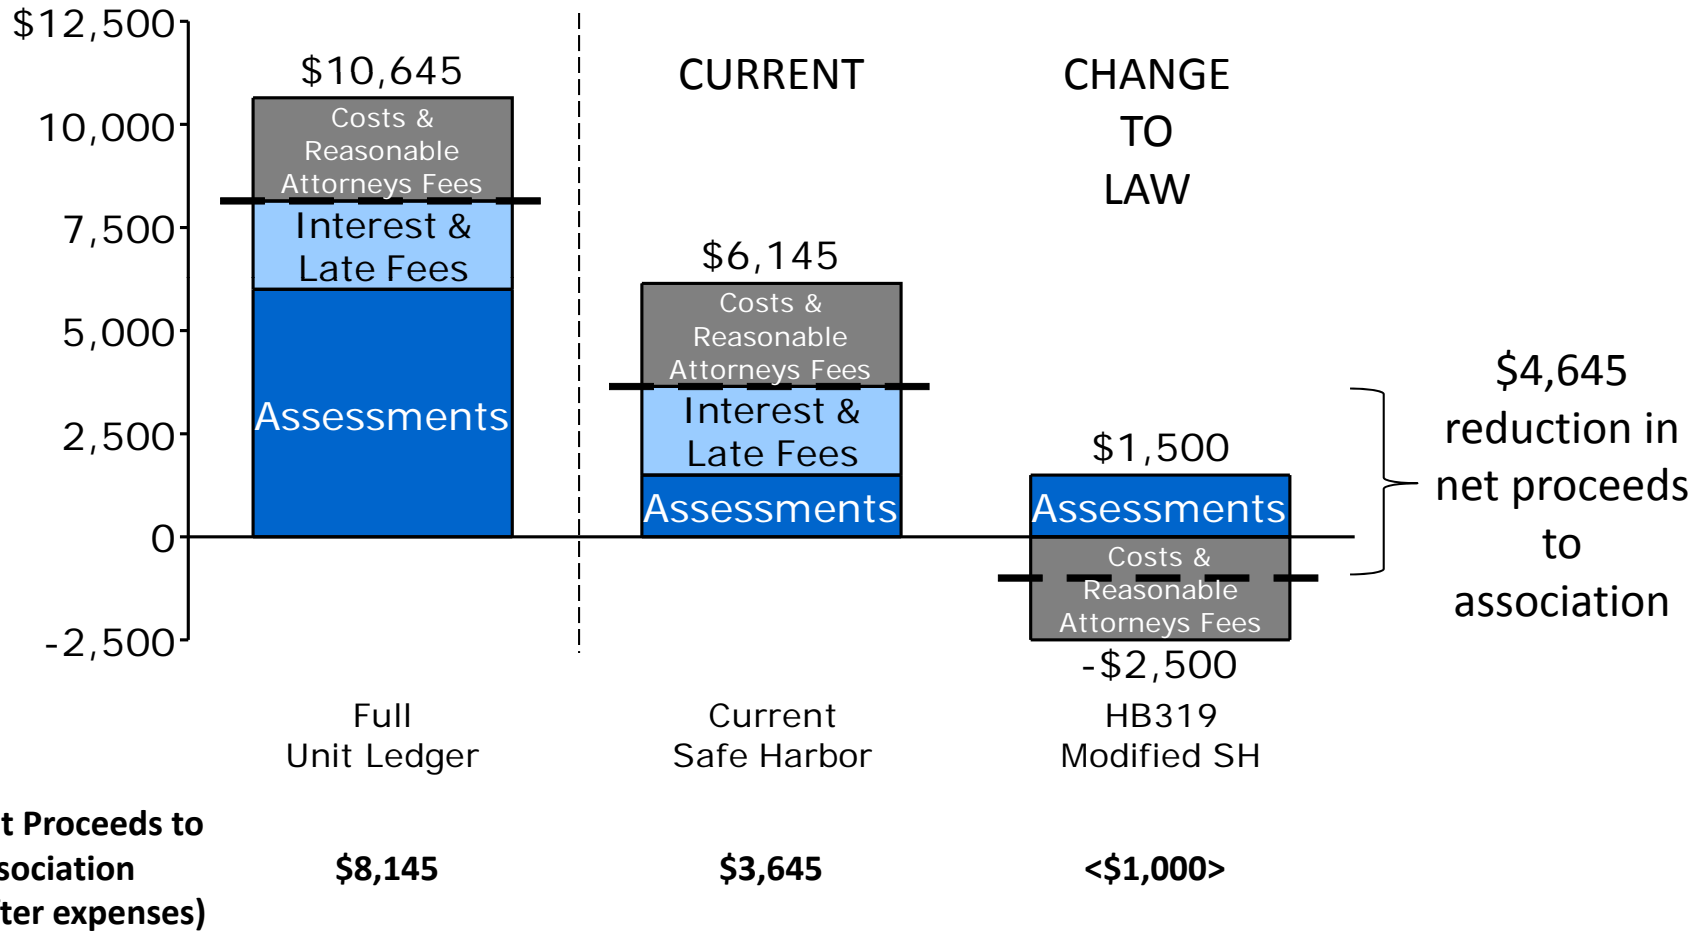 $12,500
10,000
7,500
5,000
2,500
0
-2,500
$10,645
Costs &
Reasonable
Attorneys Fees
Interest &
Late Fees
Assessments
CURRENT
$6,145
Costs &
Reasonable
Attorneys Fees
Interest &
Late Fees
Assessments
CHANGE
TO
LAW
$1,500
Assessments
Costs &
Reasonable
Attorneys Fees
-$2,500
$4,645
reduction in
net proceeds
to
association
Full
Unit Ledger
Current
Safe Harbor
HB319
Modified SH
t Proceeds to
sociation
ter expenses)
$8,145
$3,645
<$1,000>